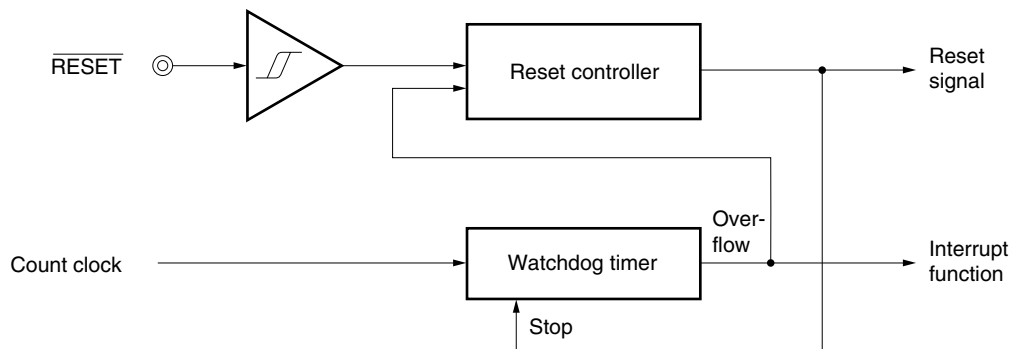 RESET
Reset controller
Reset
signal
Over-
flow
Count clock
Watchdog timer
Interrupt
function
Stop